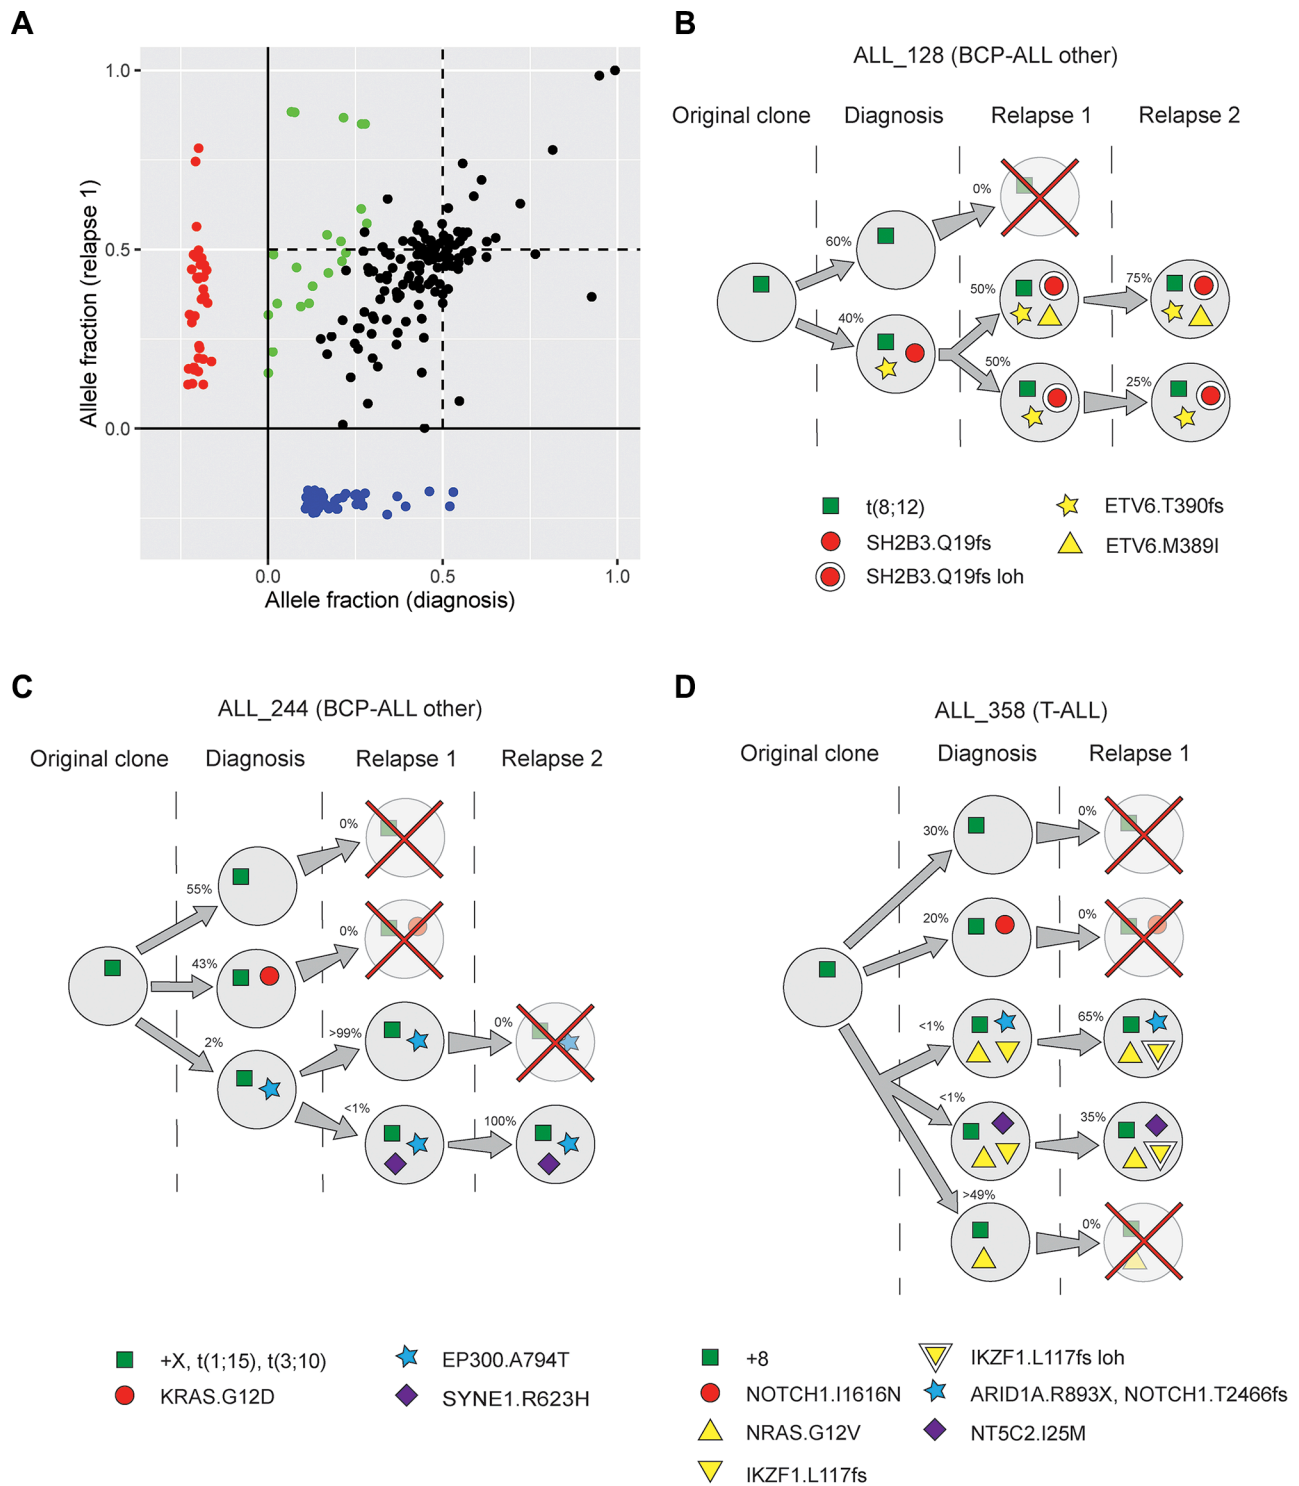 A
1.0
0.5
0.0
Allele fraction (relapse 1)
0.0
0.5
1.0
Allele fraction (diagnosis)
B
ALL_128 (BCP-ALL other)
Original clone
Diagnosis
Relapse 1
Relapse 2
0%
60%
50%
75%
40%
50%
25%
t(8;12)
SH2B3.Q19fs
SH2B3.Q19fs loh
ETV6.T390fs
ETV6.M389I
C
ALL_244 (BCP-ALL other)
Original clone
Diagnosis
Relapse 1
Relapse 2
0%
55%
0%
43%
2%
>99%
0%
<1%
100%
+X, t(1;15), t(3;10)
KRAS.G12D
EP300.A794T
SYNE1.R623H
D
ALL_358 (T-ALL)
Original clone
Diagnosis
Relapse 1
30%
0%
20%
0%
<1%
65%
<1%
35%
>49%
0%
+8
NOTCH1.I1616N
NRAS.G12V
IKZF1.L117fs
IKZF1.L117fs loh
ARID1A.R893X, NOTCH1.T2466fs
NT5C2.I25M